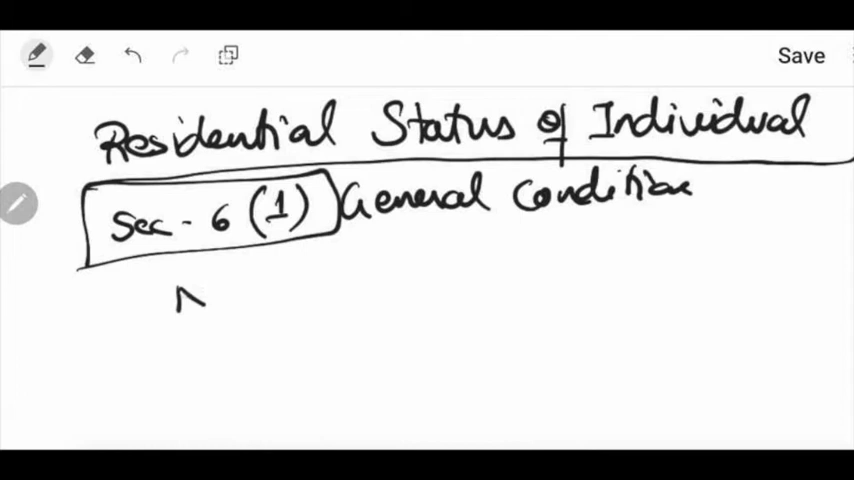 Save
Residential Status of Individual
Sec - 6 (1) General Condition